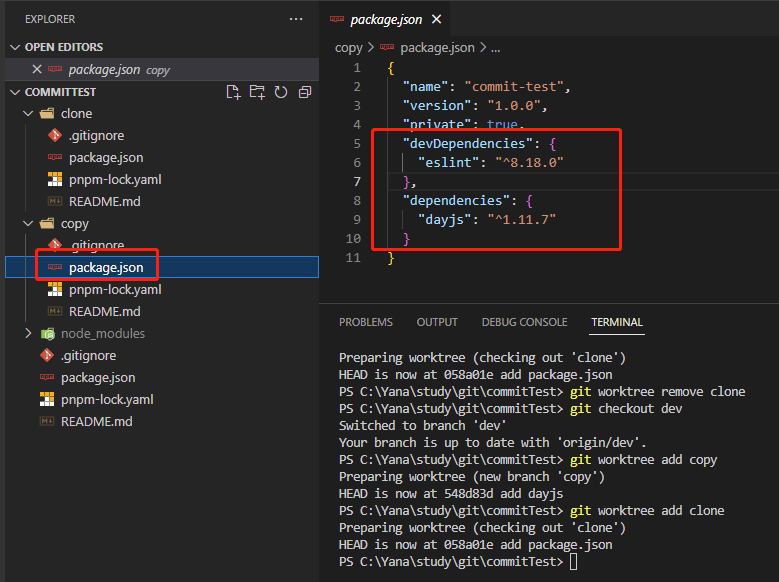 EXPLORER
···
OPEN EDITORS
package.json copy
COMMITTEST
clone
.gitignore
package.json
pnpm-lock.yaml
README.md
copy
.gitignore
package.json
pnpm-lock.yaml
README.md
node_modules
.gitignore
package.json
pnpm-lock.yaml
README.md
package.json
copy > package.json > ...
1 {
2 "name": "commit-test",
3 "version": "1.0.0",
4 "private": true,
5 "devDependencies": {
6 "eslint": "^8.18.0"
7 },
8 "dependencies": {
9 "dayjs": "^1.11.7"
10 }
11 }
PROBLEMS OUTPUT DEBUG CONSOLE TERMINAL
Preparing worktree (checking out 'clone')
HEAD is now at 058a01e add package.json
PS C:\Yana\study\git\commitTest> git worktree remove clone
PS C:\Yana\study\git\commitTest> git checkout dev
Switched to branch 'dev'
Your branch is up to date with 'origin/dev'.
PS C:\Yana\study\git\commitTest> git worktree add copy
Preparing worktree (new branch 'copy')
HEAD is now at 548d83d add dayjs
PS C:\Yana\study\git\commitTest> git worktree add clone
Preparing worktree (checking out 'clone')
HEAD is now at 058a01e add package.json
PS C:\Yana\study\git\commitTest>